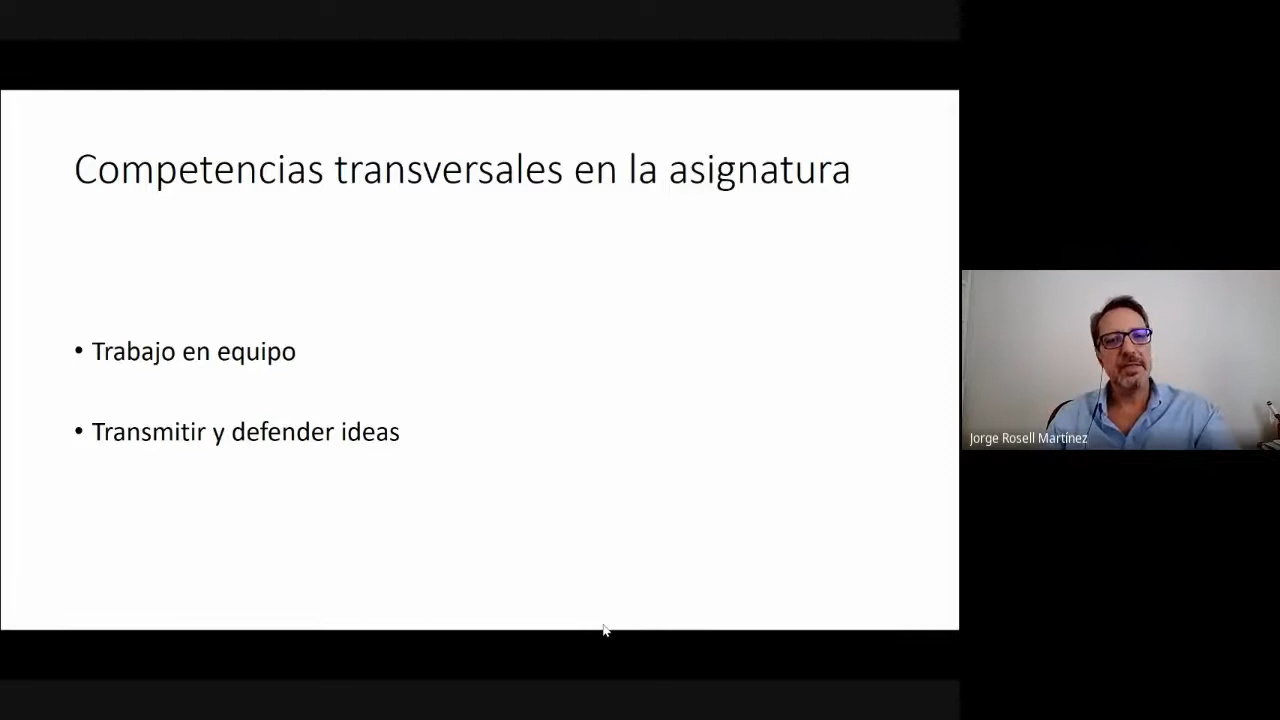 Competencias transversales en la asignatura
• Trabajo en equipo
• Transmitir y defender ideas
Jorge Rosell Martínez